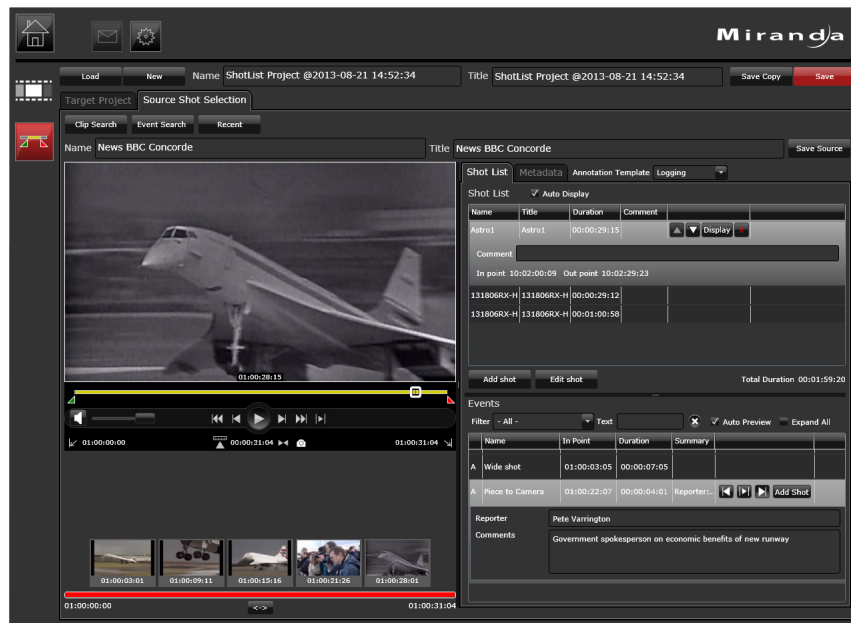 Miranda
Load New Name ShotList Project @2013-08-21 14:52:34 Title ShotList Project @2013-08-21 14:52:34 Save Copy Save
Target Project Source Shot Selection
Clip Search Event Search Recent
Name News BBC Concorde Title News BBC Concorde Save Source
Shot List Metadata Annotation Template Logging
Shot List Auto Display
Name Title Duration Comment
Astro1 Astro1 00:00:29:15 Display
Comment
In point 10:02:00:09 Out point 10:02:29:23
131806RX-H 131806RX-H 00:00:29:12
131806RX-H 131806RX-H 00:01:00:58
01:00:28:15
Add shot Edit shot Total Duration 00:01:59:20
Events
Filter - All - Text Auto Preview Expand All
01:00:00:00 00:00:31:04 01:00:31:04
Name In Point Duration Summary
A Wide shot 01:00:03:05 00:00:07:05
A Piece to Camera 01:00:22:07 00:00:04:01 Reporter:.. Add Shot
Reporter Pete Varrington
Comments Government spokesperson on economic benefits of new runway
01:00:03:01 01:00:09:11 01:00:15:16 01:00:21:26 01:00:28:01
01:00:00:00 <-> 01:00:31:04